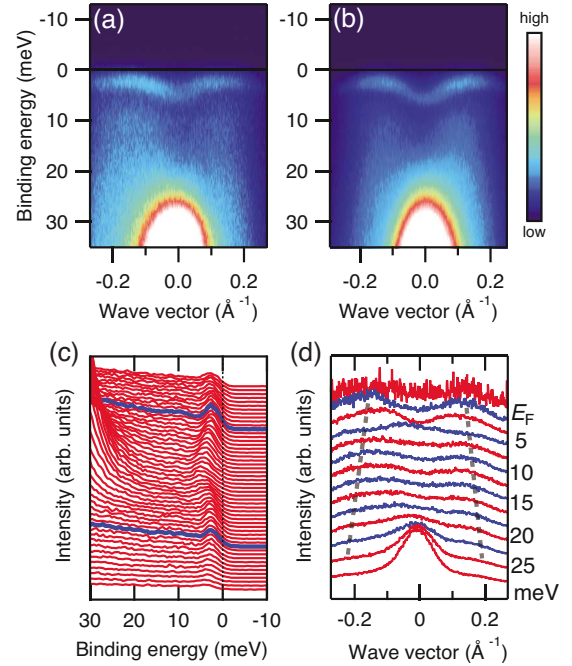 (a)
(b)
high
low
-10
0
10
20
30
Binding energy (meV)
-10
0
10
20
30
-0.2 0.0 0.2
Wave vector (Å⁻¹)
-0.2 0.0 0.2
Wave vector (Å⁻¹)
(c)
(d)
Intensity (arb. units)
30 20 10 0 -10
Binding energy (meV)
Intensity (arb. units)
E_F
5
10
15
20
25
meV
-0.2 0.0 0.2
Wave vector (Å⁻¹)